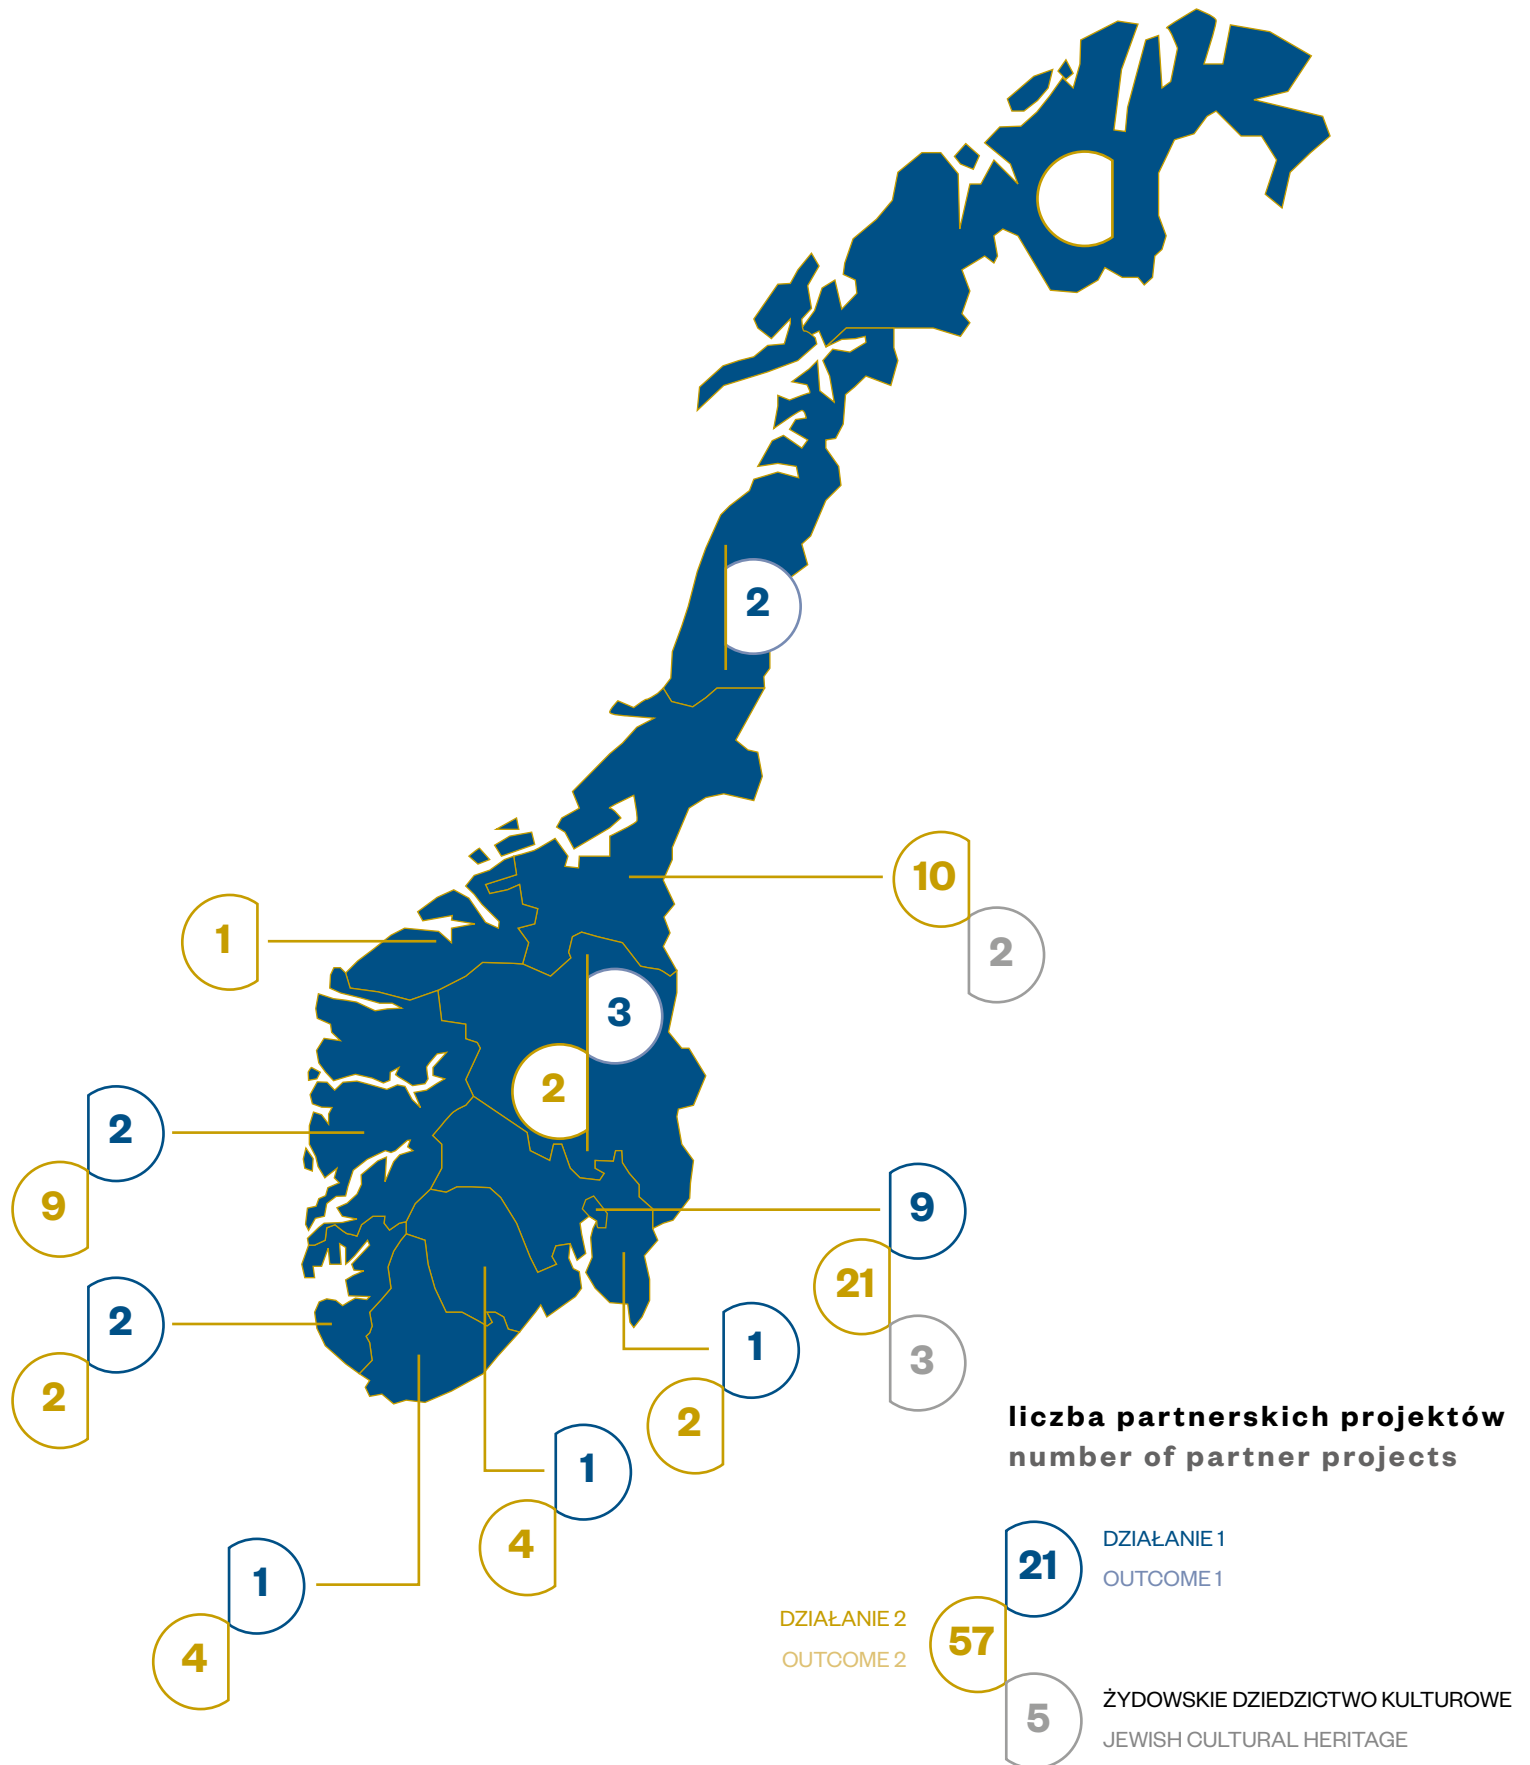 2
10
2
1
3
2
2
9
9
21
3
2
2
1
2
1
4
1
4
liczba partnerskich projektów
number of partner projects
21
DZIAŁANIE 1
OUTCOME 1
DZIAŁANIE 2
OUTCOME 2
57
5
ŻYDOWSKIE DZIEDZICTWO KULTUROWE
JEWISH CULTURAL HERITAGE